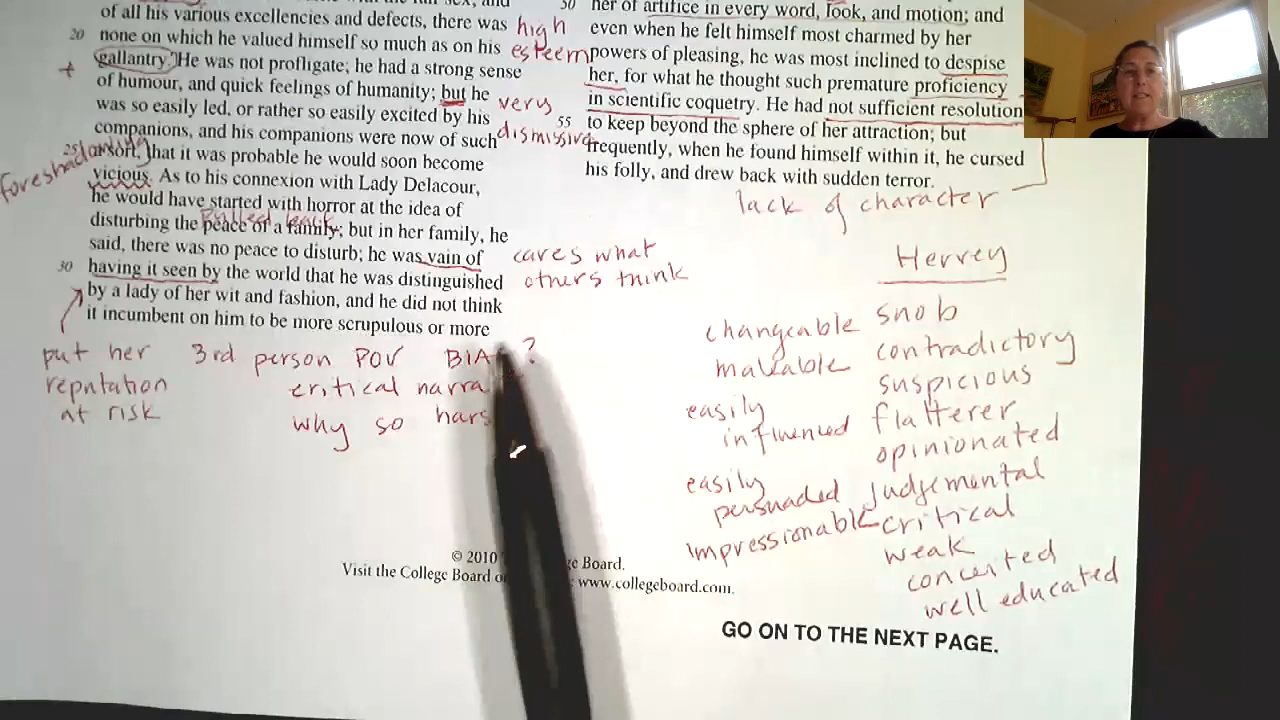 of all his various excellencies and defects, there was
20 none on which he valued himself so much as on his
gallantry. He was not profligate; he had a strong sense
of humour, and quick feelings of humanity; but he
was so easily led, or rather so easily excited by his
companions, and his companions were now of such
25 a sort, that it was probable he would soon become
vicious. As to his connexion with Lady Delacour,
he would have started with horror at the idea of
disturbing the peace of a family; but in her family, he
said, there was no peace to disturb; he was vain of
30 having it seen by the world that he was distinguished
by a lady of her wit and fashion, and he did not think
it incumbent on him to be more scrupulous or more
+
high
esteem
very
dismissive
foreshadowing
cares what
others think
put her
reputation
at risk
3rd person POV
critical narra
why so hars
?
50 her of artifice in every word, look, and motion; and
even when he felt himself most charmed by her
powers of pleasing, he was most inclined to despise
her, for what he thought such premature proficiency
in scientific coquetry. He had not sufficient resolution
55 to keep beyond the sphere of her attraction; but
frequently, when he found himself within it, he cursed
his folly, and drew back with sudden terror.
lack of character
Hervey
changeable
maleable
easily
influenced
easily
persuaded
impressionable
snob
contradictory
suspicious
flatterer
opinionated
judgemental
critical
weak
conceited
well educated
© 2010 Board.
Visit the College Board www.collegeboard.com.
GO ON TO THE NEXT PAGE.